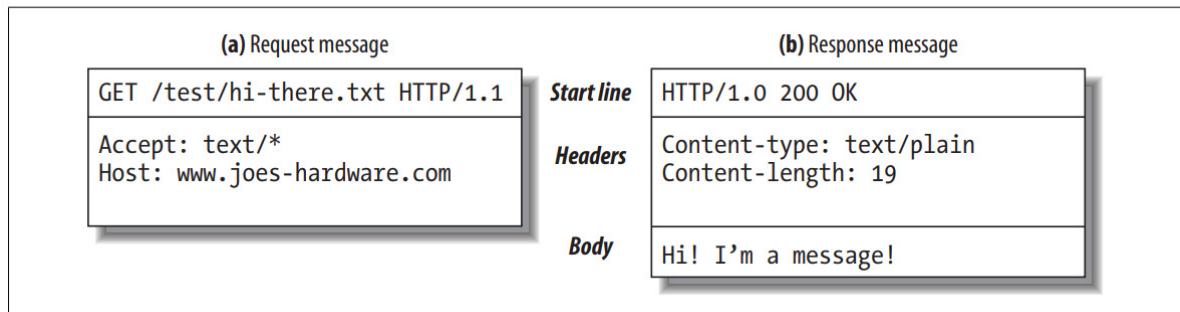 (a) Request message
GET /test/hi-there.txt HTTP/1.1
Accept: text/*
Host: www.joes-hardware.com
Start line
Headers
Body
(b) Response message
HTTP/1.0 200 OK
Content-type: text/plain
Content-length: 19
Hi! I’m a message!